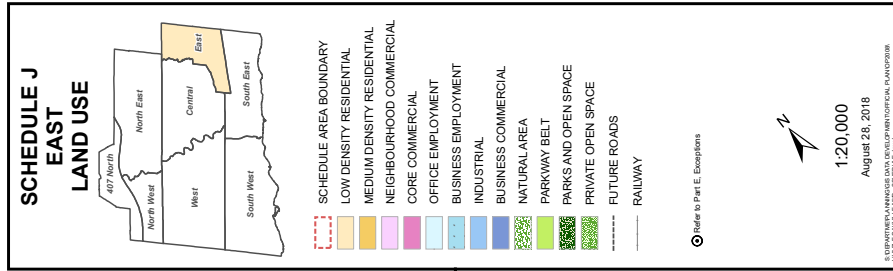 SCHEDULE J
EAST
LAND USE
407 North
North West
North East
East
West
Central
South West
South East
SCHEDULE AREA BOUNDARY
LOW DENSITY RESIDENTIAL
MEDIUM DENSITY RESIDENTIAL
NEIGHBOURHOOD COMMERCIAL
CORE COMMERCIAL
OFFICE EMPLOYMENT
BUSINESS EMPLOYMENT
INDUSTRIAL
BUSINESS COMMERCIAL
NATURAL AREA
PARKWAY BELT
PARKS AND OPEN SPACE
PRIVATE OPEN SPACE
FUTURE ROADS
RAILWAY
Refer to Part E, Exceptions
N
1:20,000
August 28, 2018